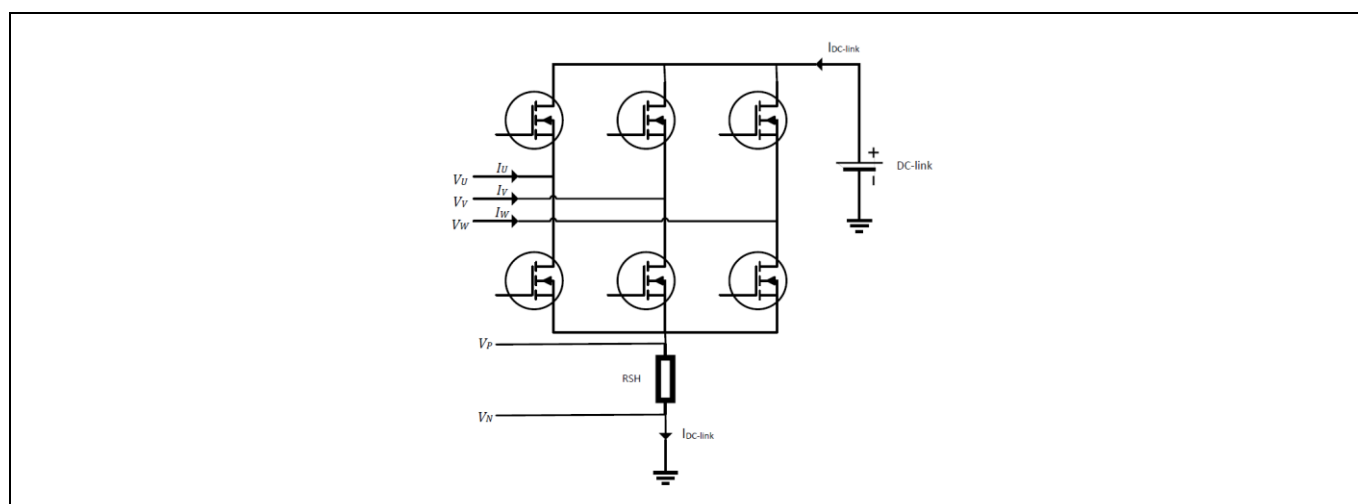 IDC-link
+
DC-link
IU
VU
IV
VV
IW
VW
VP
RSH
VN
IDC-link